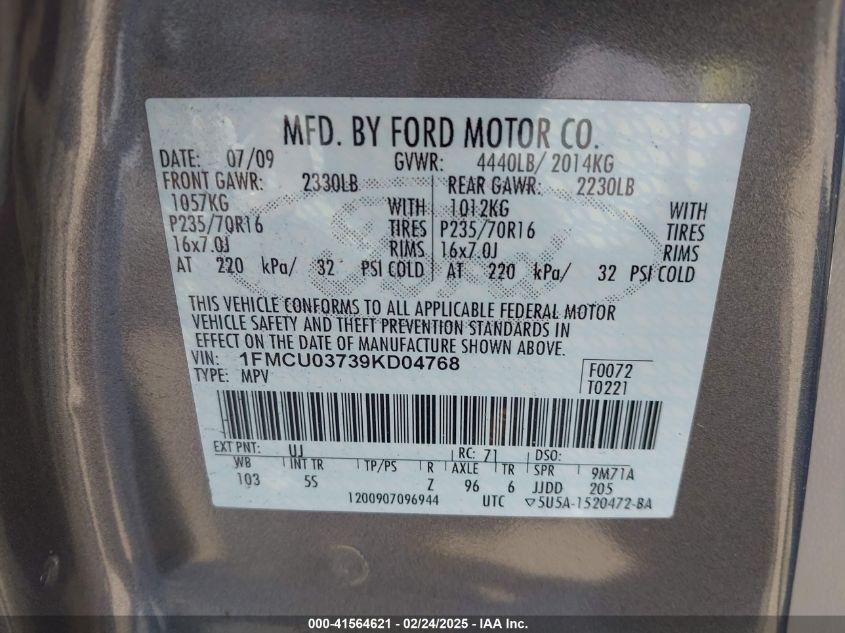 MFD. BY FORD MOTOR CO.
DATE: 07/09 GVWR: 4440LB/ 2014KG
FRONT GAWR: 2330LB REAR GAWR: 2230LB
1057KG WITH 1012KG WITH
P235/70R16 TIRES P235/70R16 TIRES
16x7.0J RIMS 16x7.0J RIMS
AT 220 kPa/ 32 PSI COLD AT 220 kPa/ 32 PSI COLD
THIS VEHICLE CONFORMS TO ALL APPLICABLE FEDERAL MOTOR
VEHICLE SAFETY AND THEFT PREVENTION STANDARDS IN
EFFECT ON THE DATE OF MANUFACTURE SHOWN ABOVE.
VIN: 1FMCU03739KD04768 F0072
TYPE: MPV T0221
EXT PNT: UJ RC: 71 DSO:
WB INT TR TP/PS R AXLE TR SPR 9M71A
103 5S Z 96 6 JJDD 205
1200907096944 UTC ▽5U5A-1520472-BA
000-41564621 - 02/24/2025 - IAA Inc.